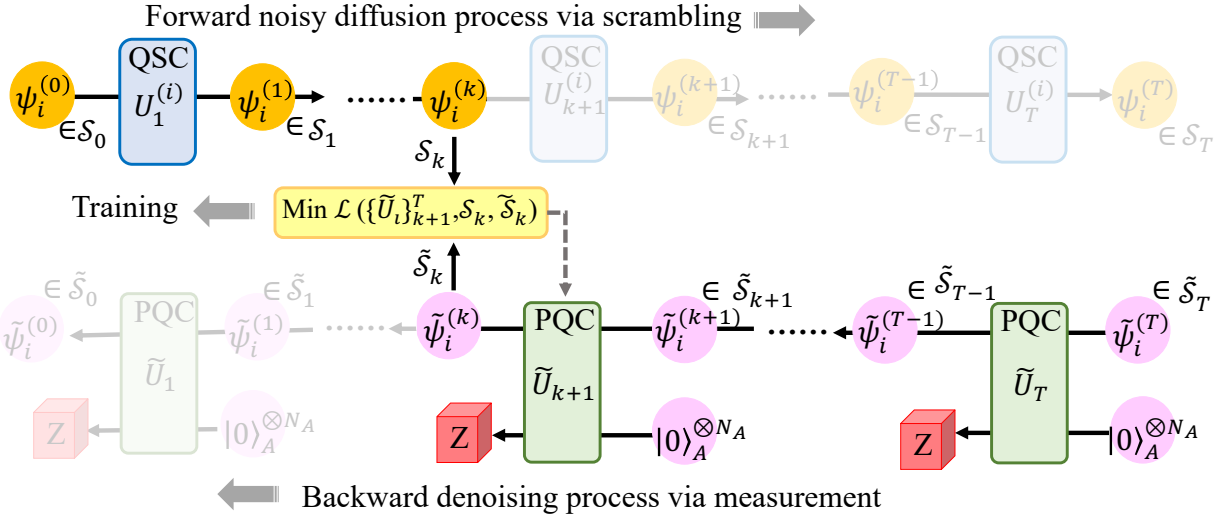 Forward noisy diffusion process via scrambling
QSC QSC QSC
ψ_i^{(0)} U_1^{(i)} ψ_i^{(1)} ...... ψ_i^{(k)} U_{k+1}^{(i)} ψ_i^{(k+1)} ...... ψ_i^{(T-1)} U_T^{(i)} ψ_i^{(T)}
∈ 𝒮_0 ∈ 𝒮_1 ∈ 𝒮_{k+1} ∈ 𝒮_{T-1} ∈ 𝒮_T
𝒮_k
Training Min ℒ ({Ũ_ι}_{k+1}^T, 𝒮_k, 𝒮̃_k)
𝒮̃_k
∈ 𝒮̃_0 ∈ 𝒮̃_1 ∈ 𝒮̃_{k+1} ∈ 𝒮̃_{T-1} ∈ 𝒮̃_T
PQC PQC PQC
ψ̃_i^{(0)} ψ̃_i^{(1)} ...... ψ̃_i^{(k)} ψ̃_i^{(k+1)} ...... ψ̃_i^{(T-1)} ψ̃_i^{(T)}
Ũ_1 Ũ_{k+1} Ũ_T
Z |0⟩_A^{⊗N_A} Z |0⟩_A^{⊗N_A} Z |0⟩_A^{⊗N_A}
Backward denoising process via measurement